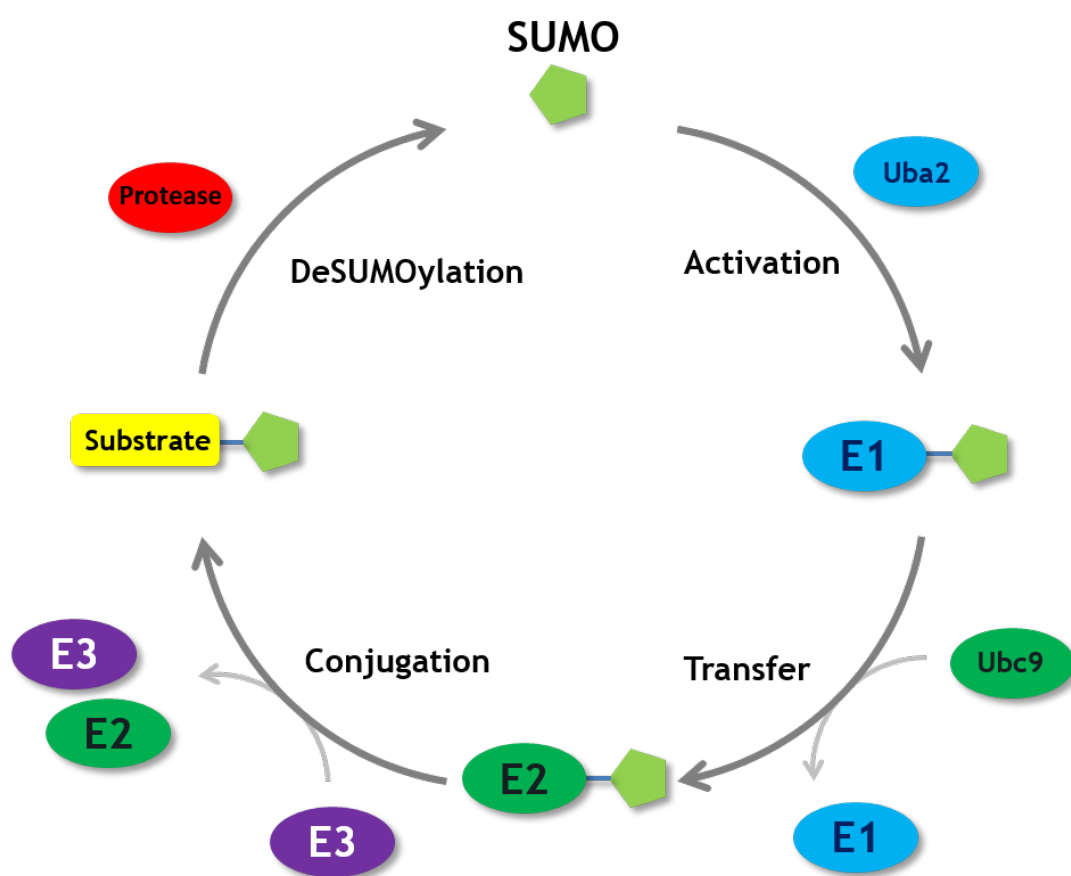 SUMO
Protease
Uba2
DeSUMOylation
Activation
Substrate
E1
E3
Conjugation
Transfer
Ubc9
E2
E2
E3
E1